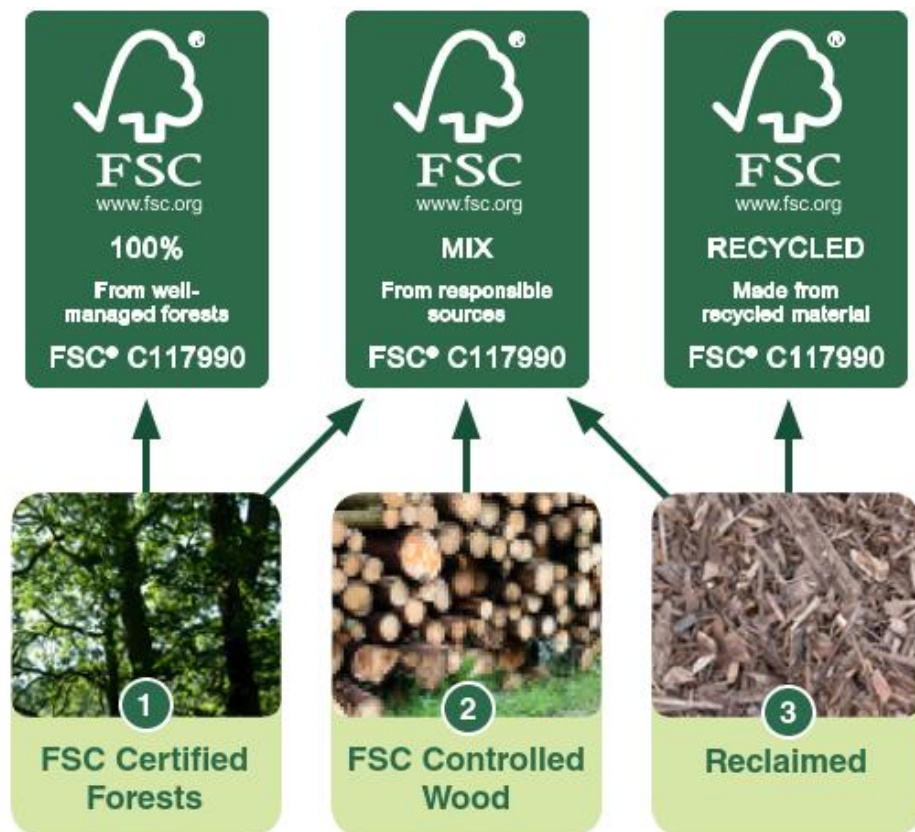 FSC®
www.fsc.org
100%
From well-
managed forests
FSC® C117990
FSC®
www.fsc.org
MIX
From responsible
sources
FSC® C117990
FSC®
www.fsc.org
RECYCLED
Made from
recycled material
FSC® C117990
1
FSC Certified
Forests
2
FSC Controlled
Wood
3
Reclaimed